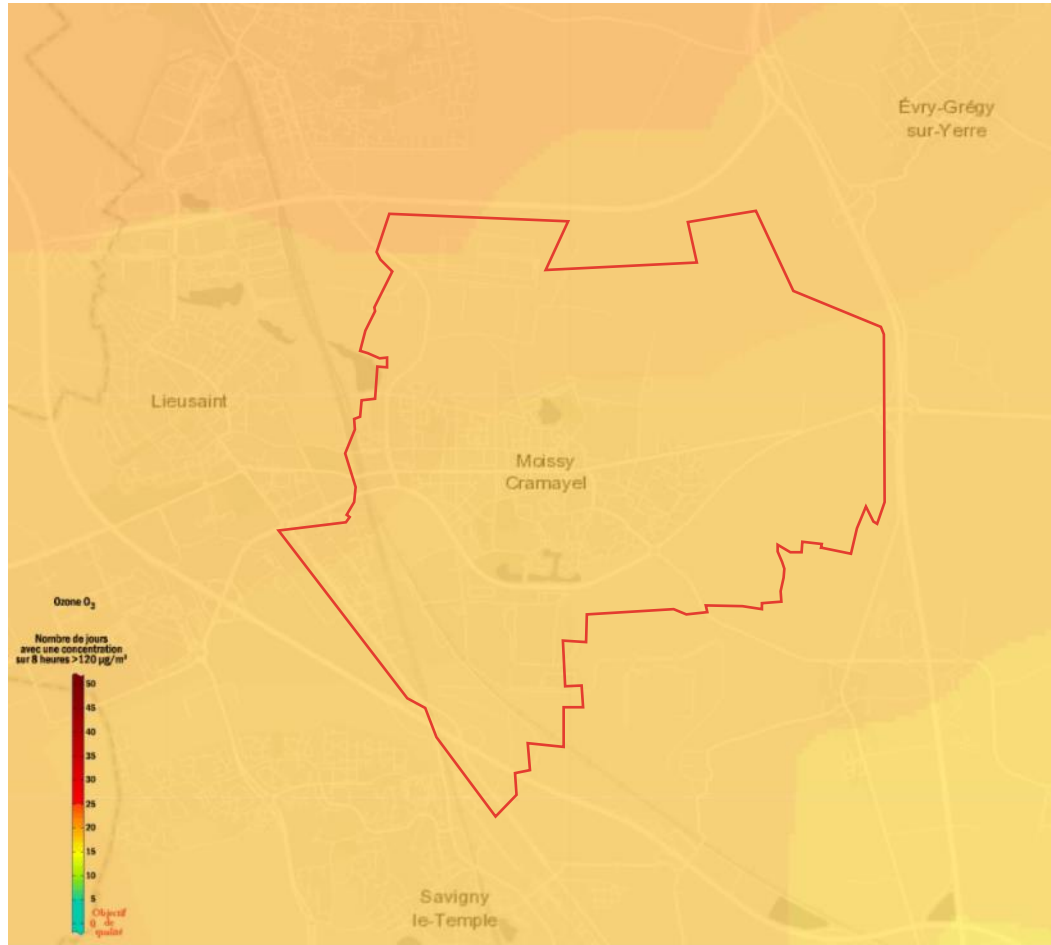 Évry-Grégy
sur-Yerre
Lieusaint
Moissy
Cramayel
Savigny
le-Temple
Ozone O2
Nombre de jours
avec une concentration
sur 8 heures >120 µg/m³
50
45
40
35
30
25
20
15
10
5
0
Objectif
de
qualité